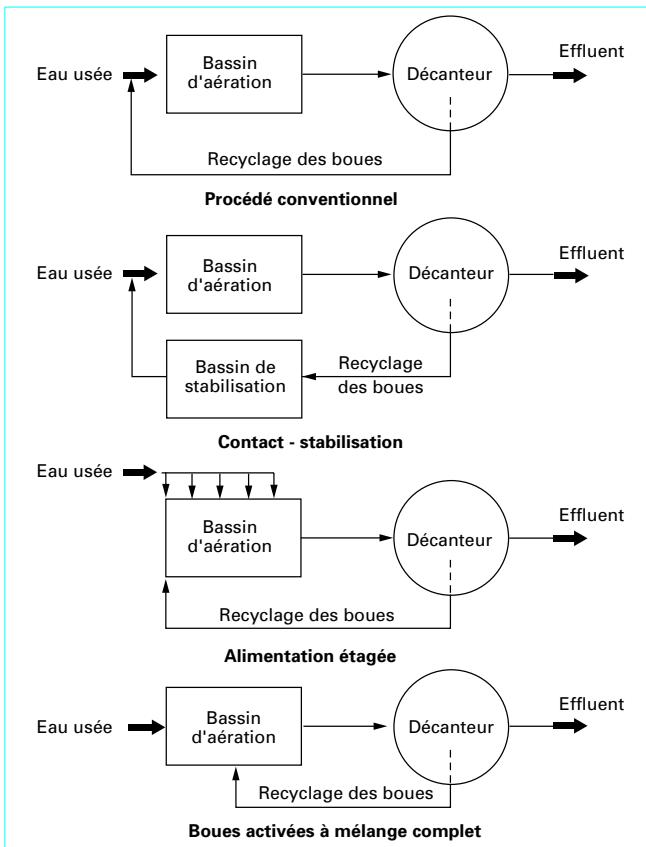 Eau usée
Bassin
d'aération
Décanteur
Effluent
Recyclage des boues
Procédé conventionnel
Eau usée
Bassin
d'aération
Décanteur
Effluent
Bassin de
stabilisation
Recyclage
des boues
Contact - stabilisation
Eau usée
Bassin
d'aération
Décanteur
Effluent
Recyclage des boues
Alimentation étagée
Eau usée
Bassin
d'aération
Décanteur
Effluent
Recyclage des boues
Boues activées à mélange complet